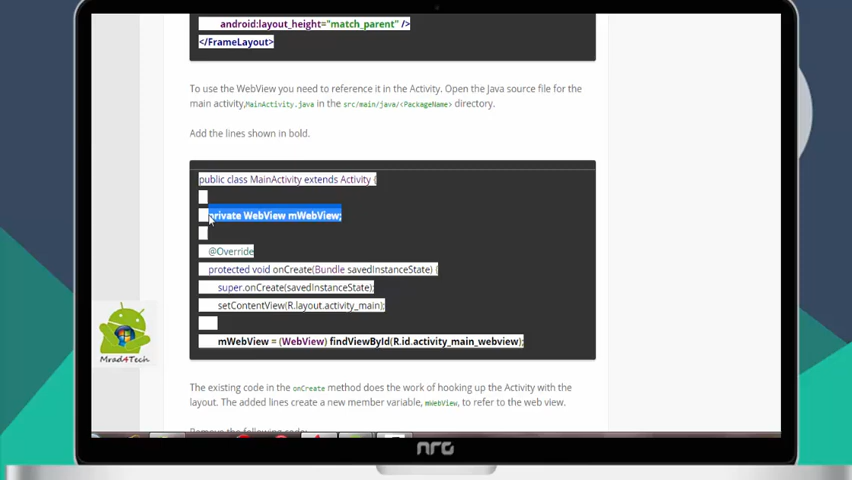 android:layout_height="match_parent" />
</FrameLayout>
To use the WebView you need to reference it in the Activity. Open the Java source file for the
main activity,MainActivity.java in the src/main/java/<PackageName> directory.
Add the lines shown in bold.
public class MainActivity extends Activity {
private WebView mWebView;
@Override
protected void onCreate(Bundle savedInstanceState) {
super.onCreate(savedInstanceState);
setContentView(R.layout.activity_main);
mWebView = (WebView) findViewById(R.id.activity_main_webview);
Mrad4Tech
The existing code in the onCreate method does the work of hooking up the Activity with the
layout. The added lines create a new member variable, mWebView, to refer to the web view.
Remove the following code:
nrg